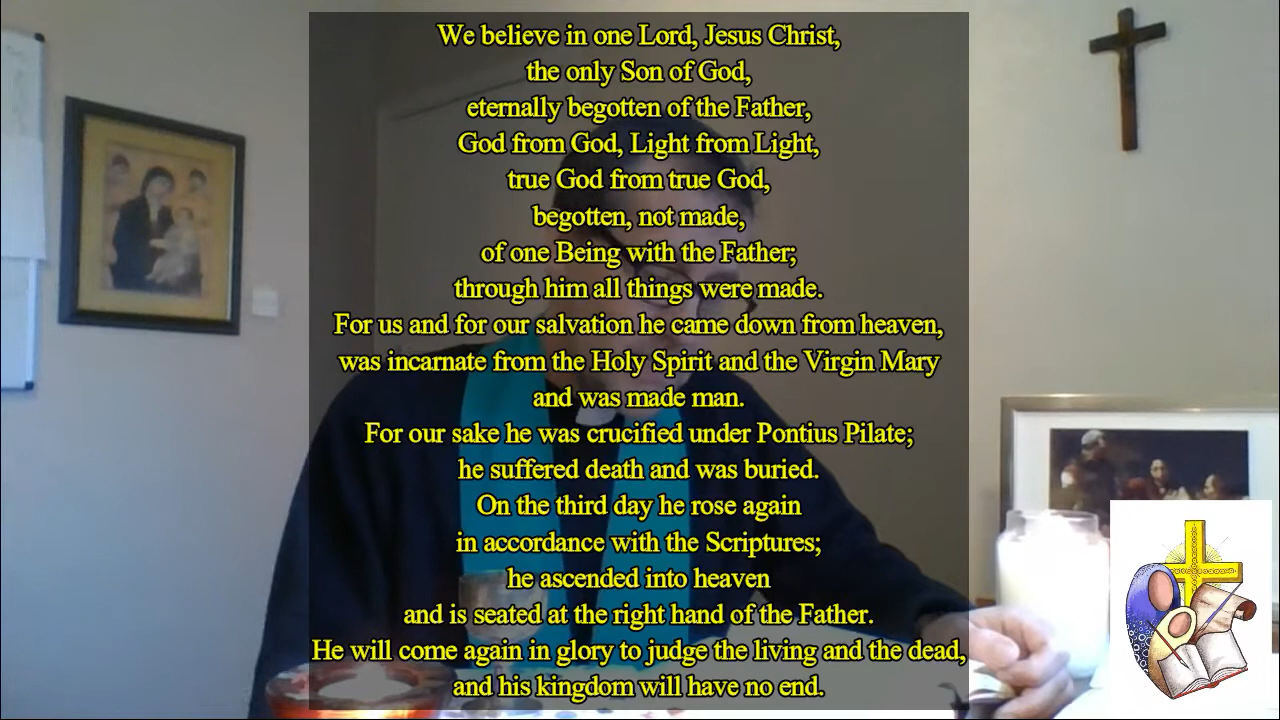 We believe in one Lord, Jesus Christ,
the only Son of God,
eternally begotten of the Father,
God from God, Light from Light,
true God from true God,
begotten, not made,
of one Being with the Father;
through him all things were made.
For us and for our salvation he came down from heaven,
was incarnate from the Holy Spirit and the Virgin Mary
and was made man.
For our sake he was crucified under Pontius Pilate;
he suffered death and was buried.
On the third day he rose again
in accordance with the Scriptures;
he ascended into heaven
and is seated at the right hand of the Father.
He will come again in glory to judge the living and the dead,
and his kingdom will have no end.